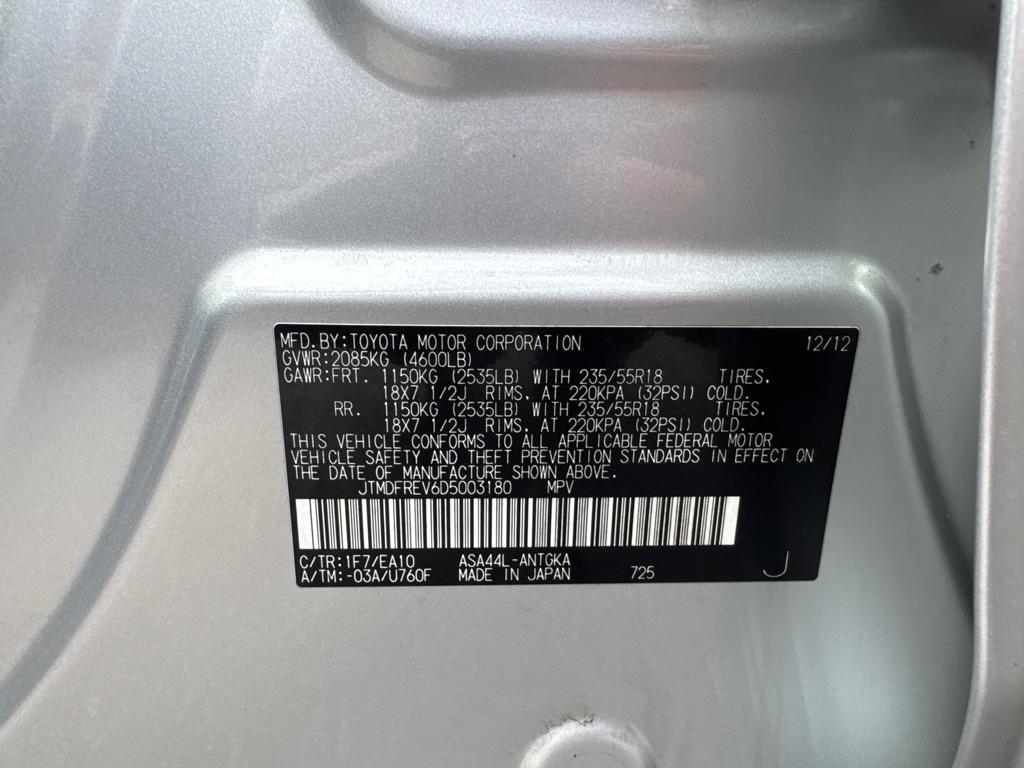 MFD.BY:TOYOTA MOTOR CORPORATION 12/12
GVWR:2085KG (4600LB)
GAWR:FRT. 1150KG (2535LB) WITH 235/55R18 TIRES.
18X7 1/2J RIMS. AT 220KPA (32PSI) COLD.
RR. 1150KG (2535LB) WITH 235/55R18 TIRES.
18X7 1/2J RIMS. AT 220KPA (32PSI) COLD.
THIS VEHICLE CONFORMS TO ALL APPLICABLE FEDERAL MOTOR
VEHICLE SAFETY AND THEFT PREVENTION STANDARDS IN EFFECT ON
THE DATE OF MANUFACTURE SHOWN ABOVE.
JTMDFREV6D5003180 MPV
C/TR:1F7/EA10 ASA44L-ANTGKA
A/TM:-03A/U760F MADE IN JAPAN 725 J